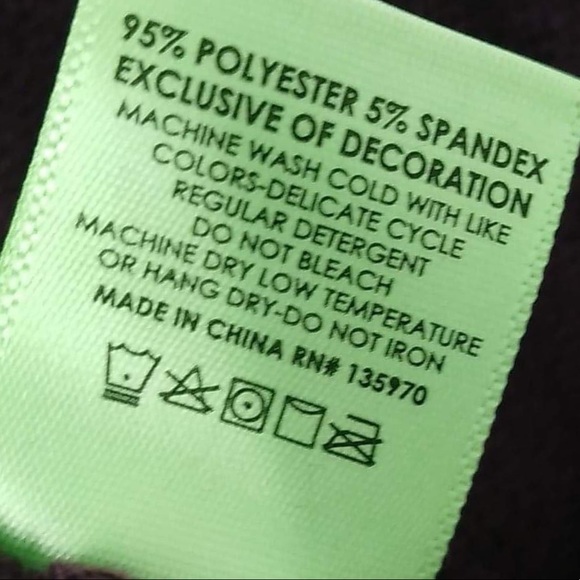 95% POLYESTER 5% SPANDEX
EXCLUSIVE OF DECORATION
MACHINE WASH COLD WITH LIKE
COLORS-DELICATE CYCLE
REGULAR DETERGENT
DO NOT BLEACH
MACHINE DRY LOW TEMPERATURE
OR HANG DRY-DO NOT IRON
MADE IN CHINA RN# 135970